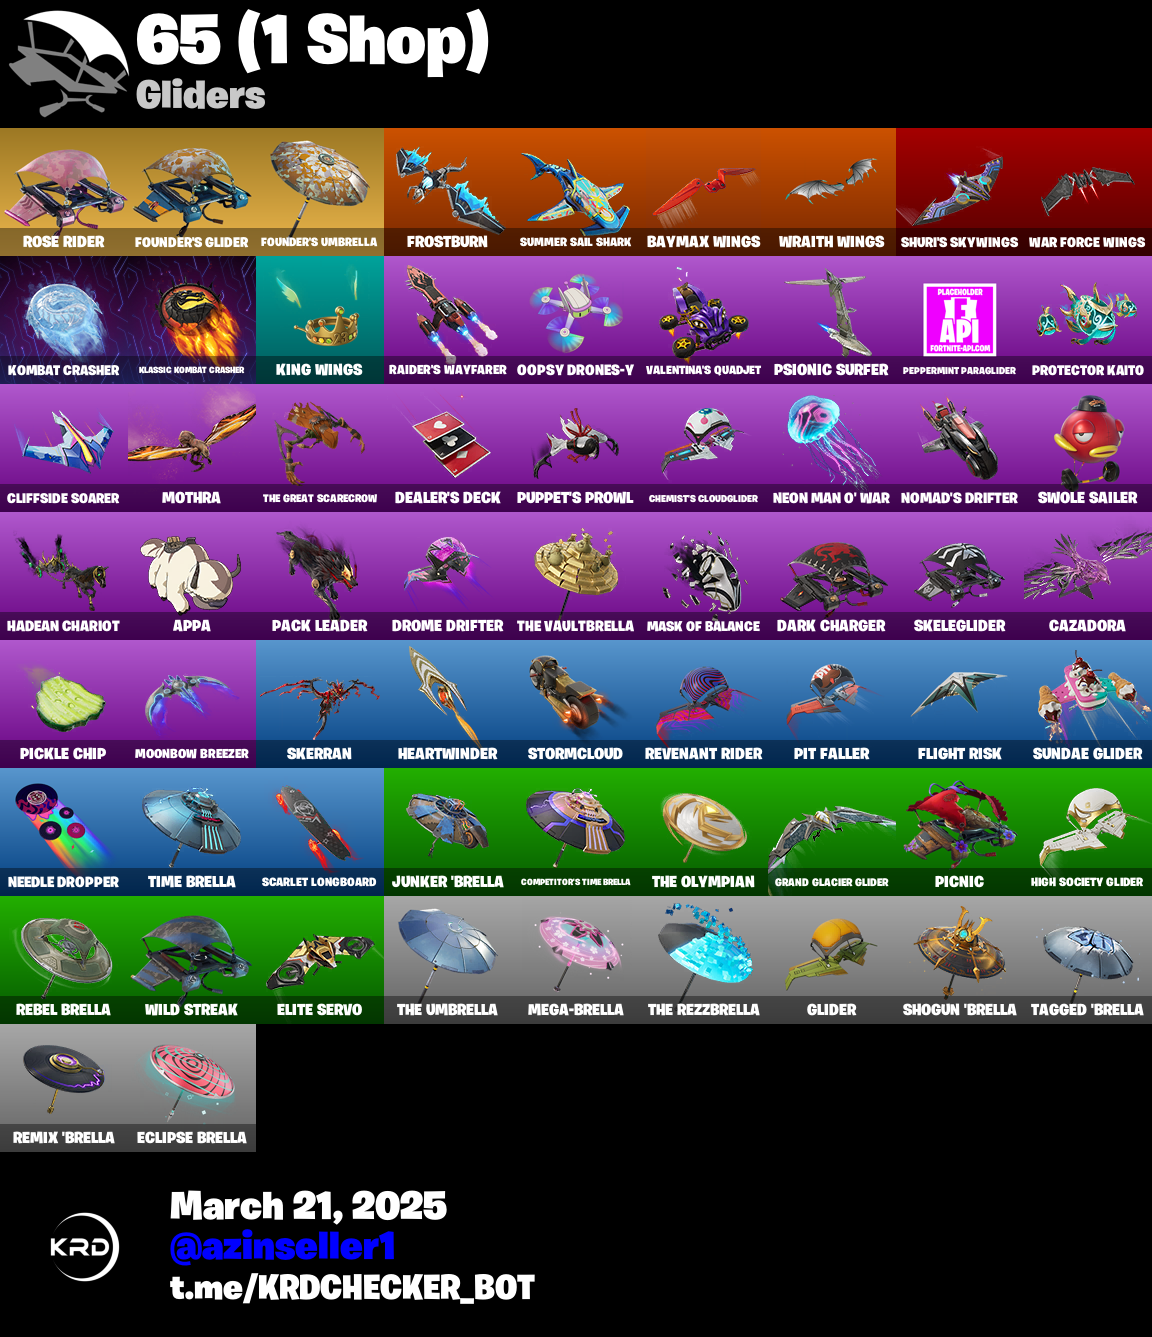 65 (1 Shop)
Gliders
ROSE RIDER
FOUNDER'S GLIDER
FOUNDER'S UMBRELLA
FROSTBURN
SUMMER SAIL SHARK
BAYMAX WINGS
WRAITH WINGS
SHURI'S SKYWINGS
WAR FORCE WINGS
KOMBAT CRASHER
KLASSIC KOMBAT CRASHER
KING WINGS
RAIDER'S WAYFARER
OOPSY DRONES-Y
VALENTINA'S QUADJET
PSIONIC SURFER
PLACEHOLDER
API
FORTNITE-API.COM
PEPPERMINT PARAGLIDER
PROTECTOR KAITO
CLIFFSIDE SOARER
MOTHRA
THE GREAT SCARECROW
DEALER'S DECK
PUPPET'S PROWL
CHEMIST'S CLOUDGLIDER
NEON MAN O' WAR
NOMAD'S DRIFTER
SWOLE SAILER
HADEAN CHARIOT
APPA
PACK LEADER
DROME DRIFTER
THE VAULTBRELLA
MASK OF BALANCE
DARK CHARGER
SKELEGLIDER
CAZADORA
PICKLE CHIP
MOONBOW BREEZER
SKERRAN
HEARTWINDER
STORMCLOUD
REVENANT RIDER
PIT FALLER
FLIGHT RISK
SUNDAE GLIDER
NEEDLE DROPPER
TIME BRELLA
SCARLET LONGBOARD
JUNKER 'BRELLA
COMPETITOR'S TIME BRELLA
THE OLYMPIAN
GRAND GLACIER GLIDER
PICNIC
HIGH SOCIETY GLIDER
REBEL BRELLA
WILD STREAK
ELITE SERVO
THE UMBRELLA
MEGA-BRELLA
THE REZZBRELLA
GLIDER
SHOGUN 'BRELLA
TAGGED 'BRELLA
REMIX 'BRELLA
ECLIPSE BRELLA
KRD
March 21, 2025
@azinseller1
t.me/KRDCHECKER_BOT